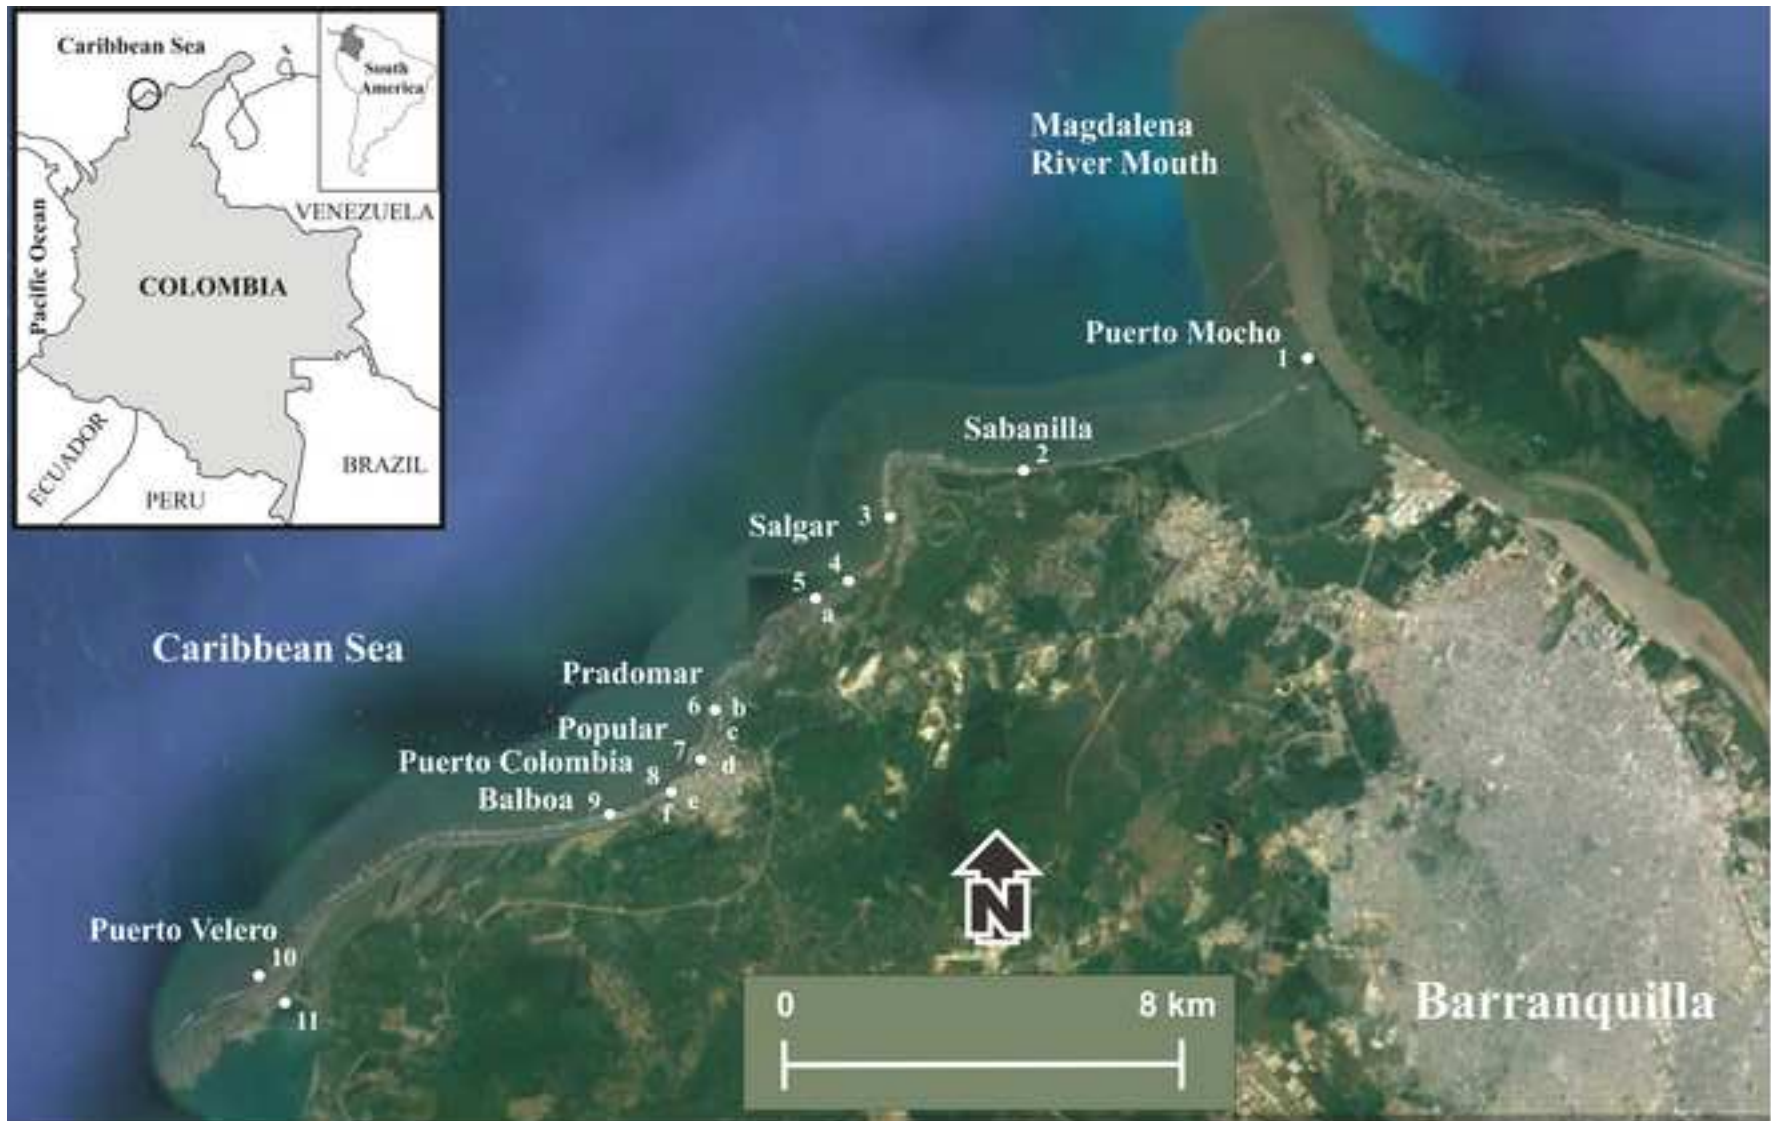 Caribbean Sea
South
America
VENEZUELA
Pacific Ocean
COLOMBIA
ECUADOR
PERU
BRAZIL
Magdalena
River Mouth
Puerto Mocho
1
Sabanilla
2
Salgar
3
4
5
a
Caribbean Sea
Pradomar
6 b
c
Popular
7 d
Puerto Colombia
8
e
f
Balboa 9
Puerto Velero
10
11
N
0 8 km
Barranquilla